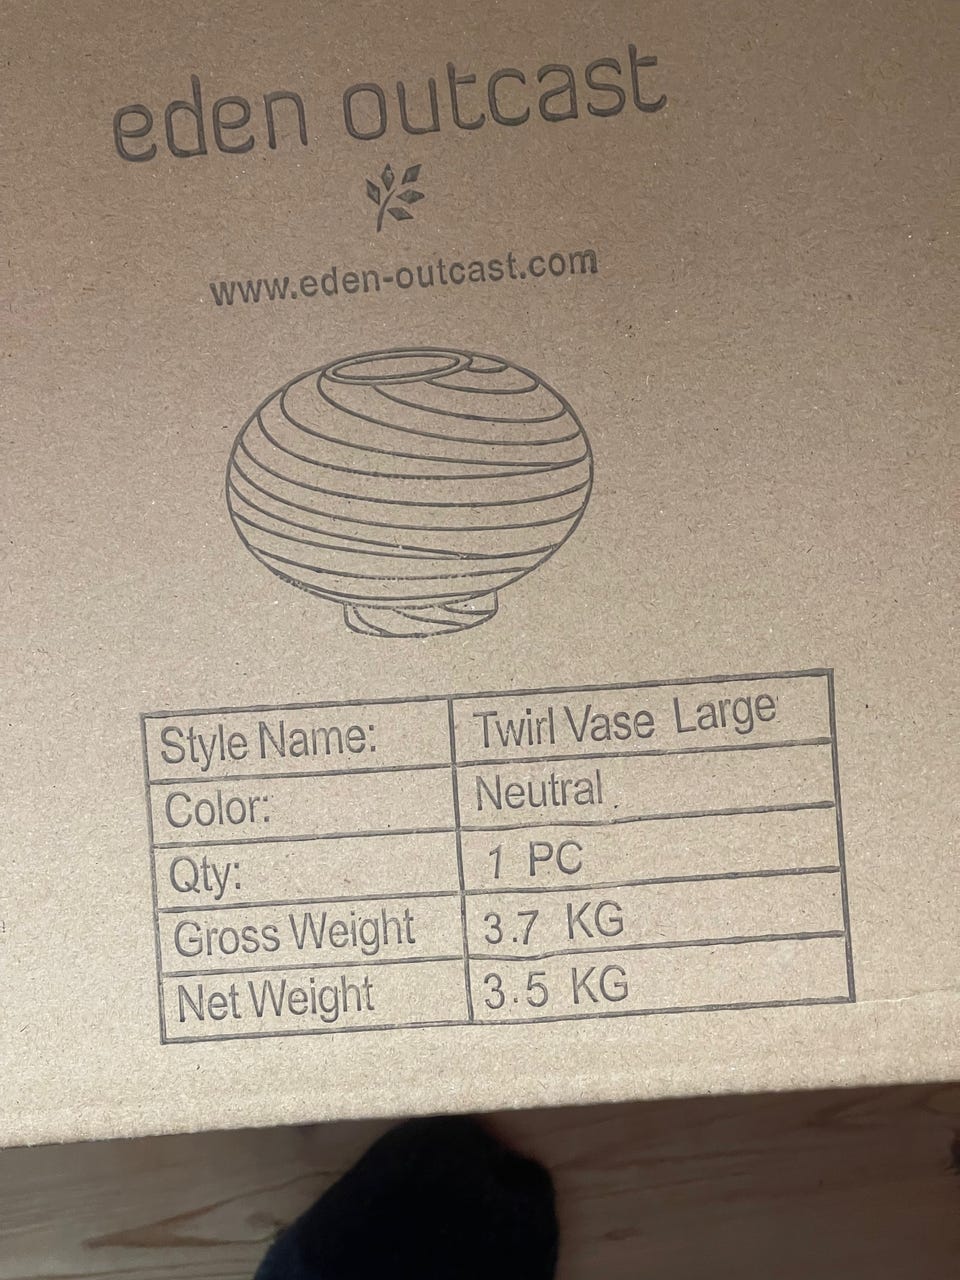 eden outcast
www.eden-outcast.com
Style Name: Twirl Vase Large
Color: Neutral
Qty: 1 PC
Gross Weight 3.7 KG
Net Weight 3.5 KG